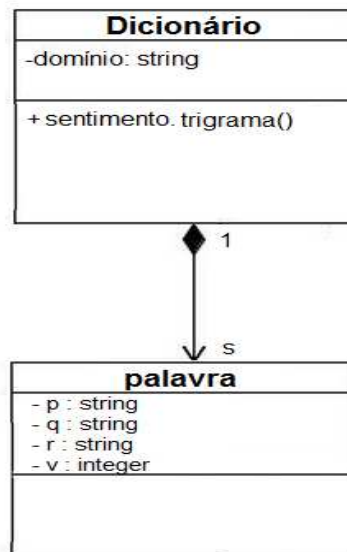 Dicionário
-domínio: string
+ sentimento. trigrama()
1
s
palavra
- p : string
- q : string
- r : string
- v : integer